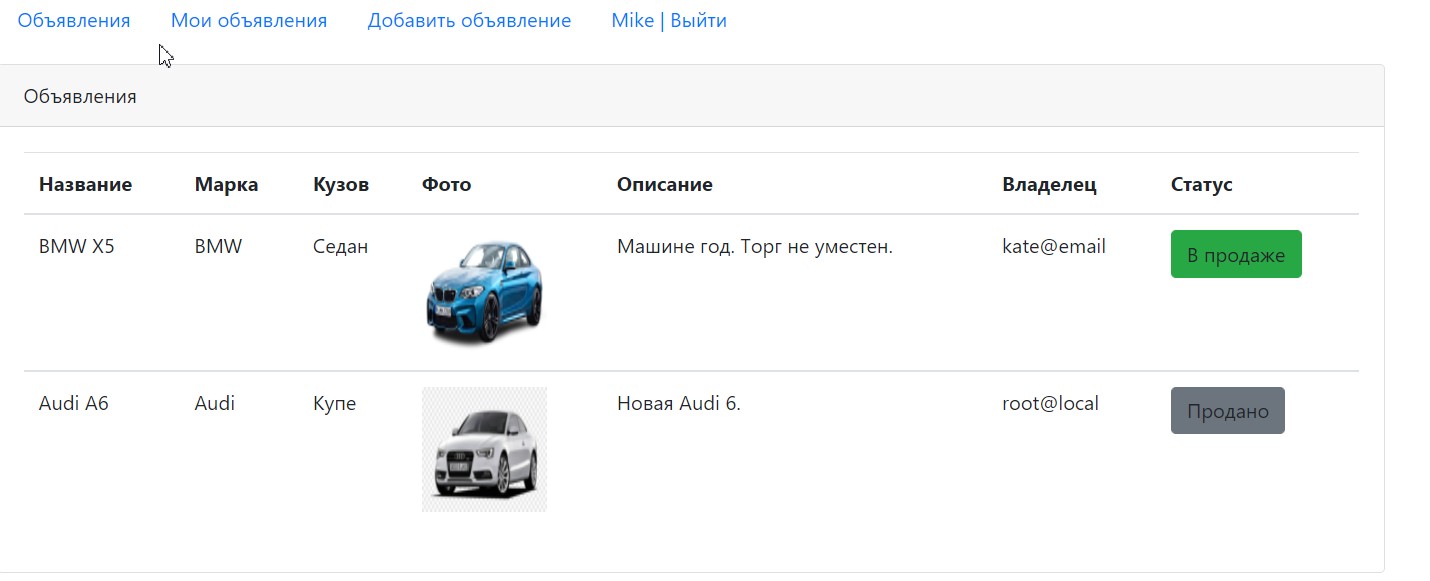 Объявления Мои объявления Добавить объявление Mike | Выйти
Объявления
Название Марка Кузов Фото Описание Владелец Статус
BMW X5 BMW Седан Машине год. Торг не уместен. kate@email В продаже
Audi A6 Audi Купе Новая Audi 6. root@local Продано